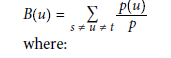 B(u) = ∑_{s ≠ u ≠ t} p(u)/p
where: